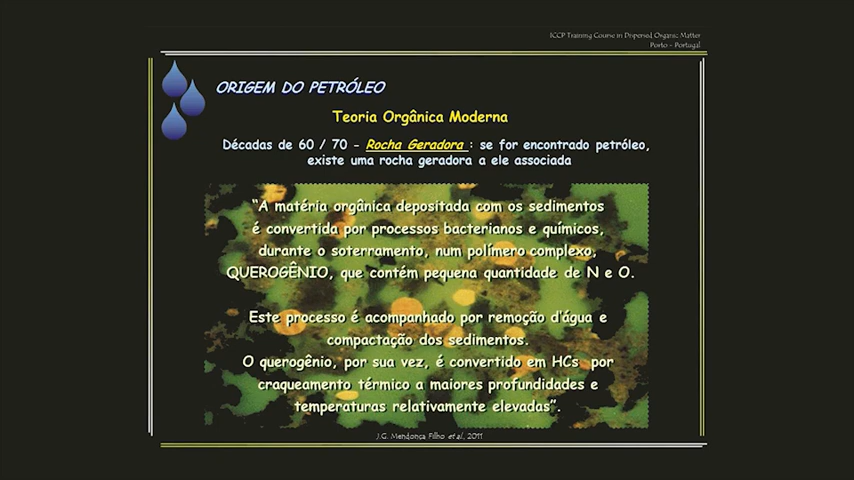 ICCP Training Course in Dispersed Organic Matter
Porto - Portugal
ORIGEM DO PETRÓLEO
Teoria Orgânica Moderna
Décadas de 60 / 70 - Rocha Geradora : se for encontrado petróleo,
existe uma rocha geradora a ele associada
"A matéria orgânica depositada com os sedimentos
é convertida por processos bacterianos e químicos,
durante o soterramento, num polímero complexo,
QUEROGÊNIO, que contém pequena quantidade de N e O.
Este processo é acompanhado por remoção d'água e
compactação dos sedimentos.
O querogênio, por sua vez, é convertido em HCs por
craqueamento térmico a maiores profundidades e
temperaturas relativamente elevadas".
J.G. Mendonça Filho et al., 2011